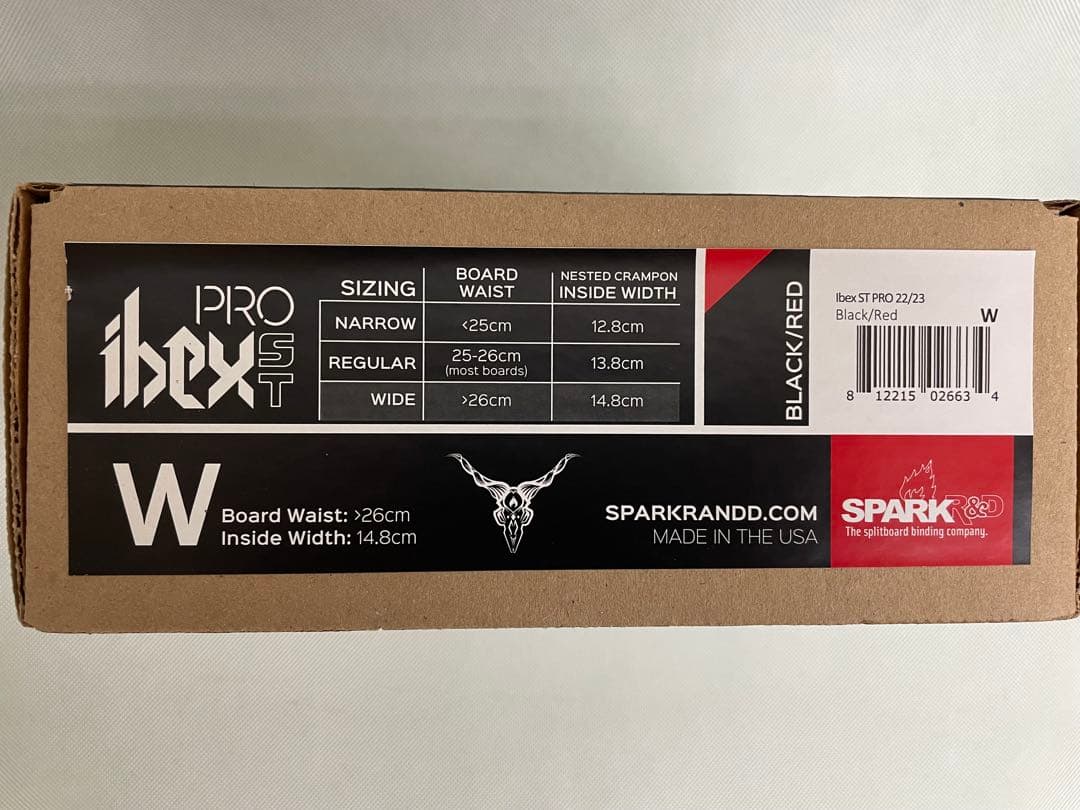 ibex PRO ST
SIZING BOARD WAIST NESTED CRAMPON INSIDE WIDTH
NARROW <25cm 12.8cm
REGULAR 25-26cm (most boards) 13.8cm
WIDE >26cm 14.8cm
BLACK/RED
Ibex ST PRO 22/23
Black/Red W
8 12215 02663 4
W
Board Waist: >26cm
Inside Width: 14.8cm
SPARKRANDD.COM
MADE IN THE USA
SPARK R&D
The splitboard binding company.